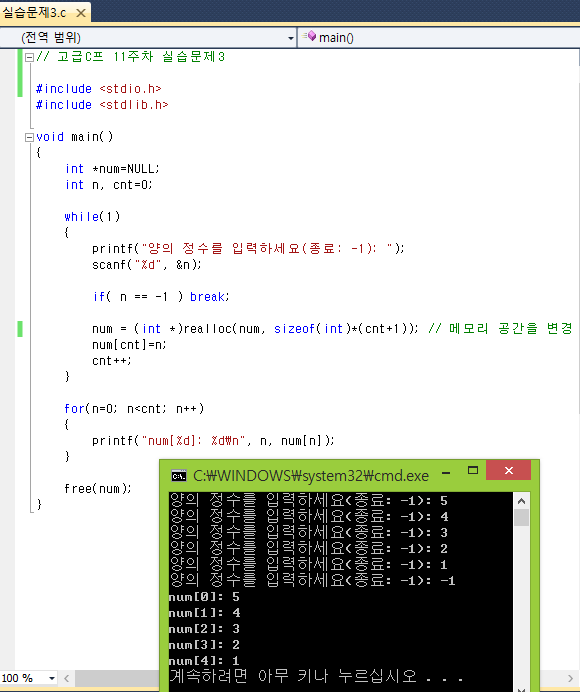 실습문제3.c
(전역 범위)
main()
// 고급C프 11주차 실습문제3
#include <stdio.h>
#include <stdlib.h>
void main()
{
int *num=NULL;
int n, cnt=0;
while(1)
{
printf("양의 정수를 입력하세요(종료: -1): ");
scanf("%d", &n);
if( n == -1 ) break;
num = (int *)realloc(num, sizeof(int)*(cnt+1)); // 메모리 공간을 변경
num[cnt]=n;
cnt++;
}
for(n=0; n<cnt; n++)
{
printf("num[%d]: %d₩n", n, num[n]);
}
free(num);
}
C:₩WINDOWS₩system32₩cmd.exe
양의 정수를 입력하세요(종료: -1): 5
양의 정수를 입력하세요(종료: -1): 4
양의 정수를 입력하세요(종료: -1): 3
양의 정수를 입력하세요(종료: -1): 2
양의 정수를 입력하세요(종료: -1): 1
양의 정수를 입력하세요(종료: -1): -1
num[0]: 5
num[1]: 4
num[2]: 3
num[3]: 2
num[4]: 1
계속하려면 아무 키나 누르십시오 . . .
100 %